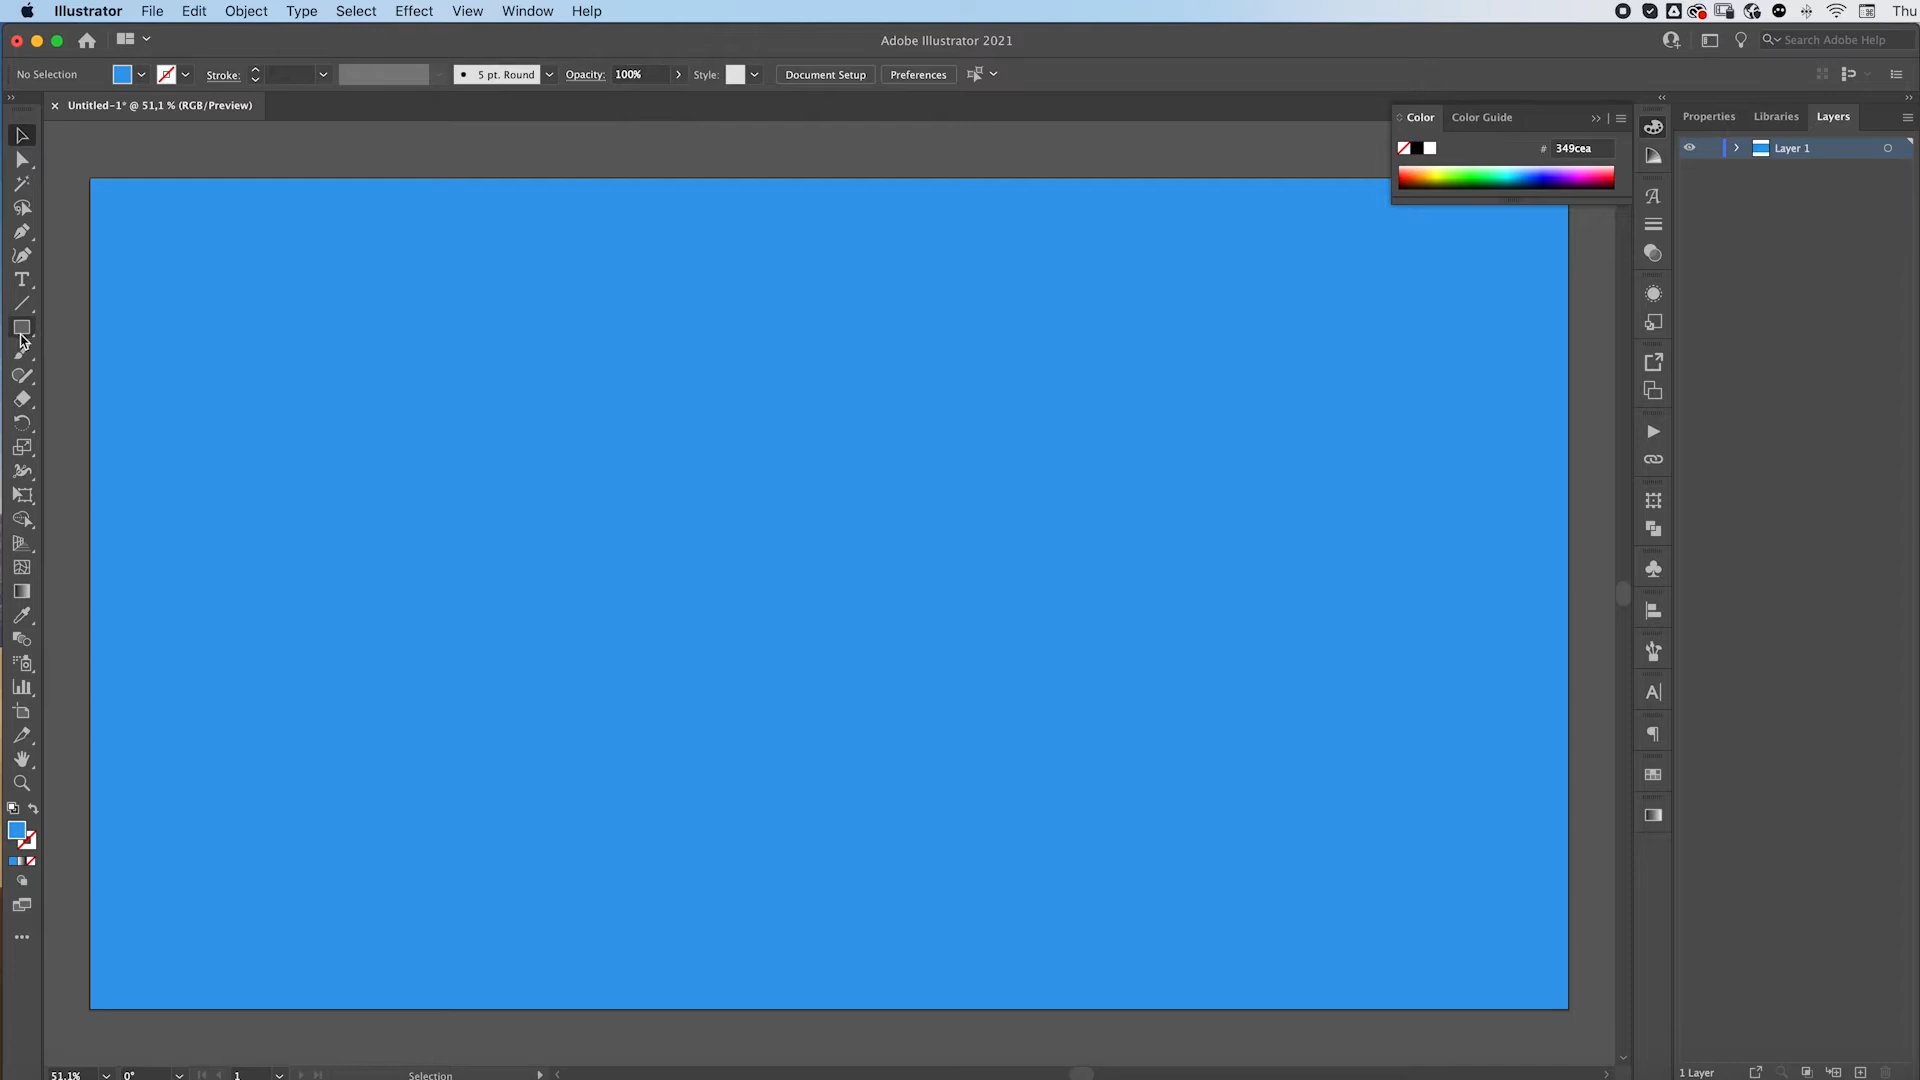 Illustrator File Edit Object Type Select Effect View Window Help Thu
Adobe Illustrator 2021
Search Adobe Help
No Selection Stroke: 5 pt. Round Opacity: 100% Style: Document Setup Preferences
Untitled-1* @ 51,1 % (RGB/Preview)
Color Color Guide
# 349cea
Properties Libraries Layers
Layer 1
51,1% 0° 1 Selection
1 Layer